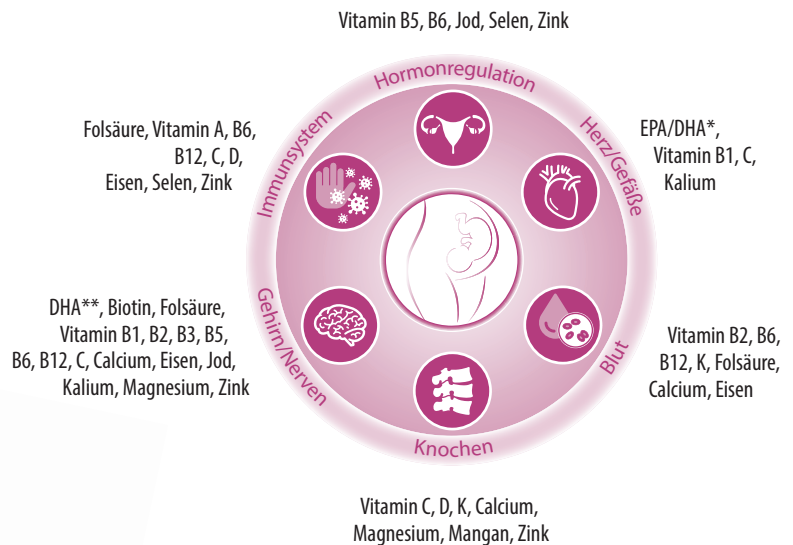 Vitamin B5, B6, Jod, Selen, Zink
Hormonregulation
EPA/DHA*,
Vitamin B1, C,
Kalium
Herz/Gefäße
Vitamin B2, B6,
B12, K, Folsäure,
Calcium, Eisen
Blut
Vitamin C, D, K, Calcium,
Magnesium, Mangan, Zink
Knochen
DHA**, Biotin, Folsäure,
Vitamin B1, B2, B3, B5,
B6, B12, C, Calcium, Eisen, Jod,
Kalium, Magnesium, Zink
Gehirn/Nerven
Folsäure, Vitamin A, B6,
B12, C, D,
Eisen, Selen, Zink
Immunsystem